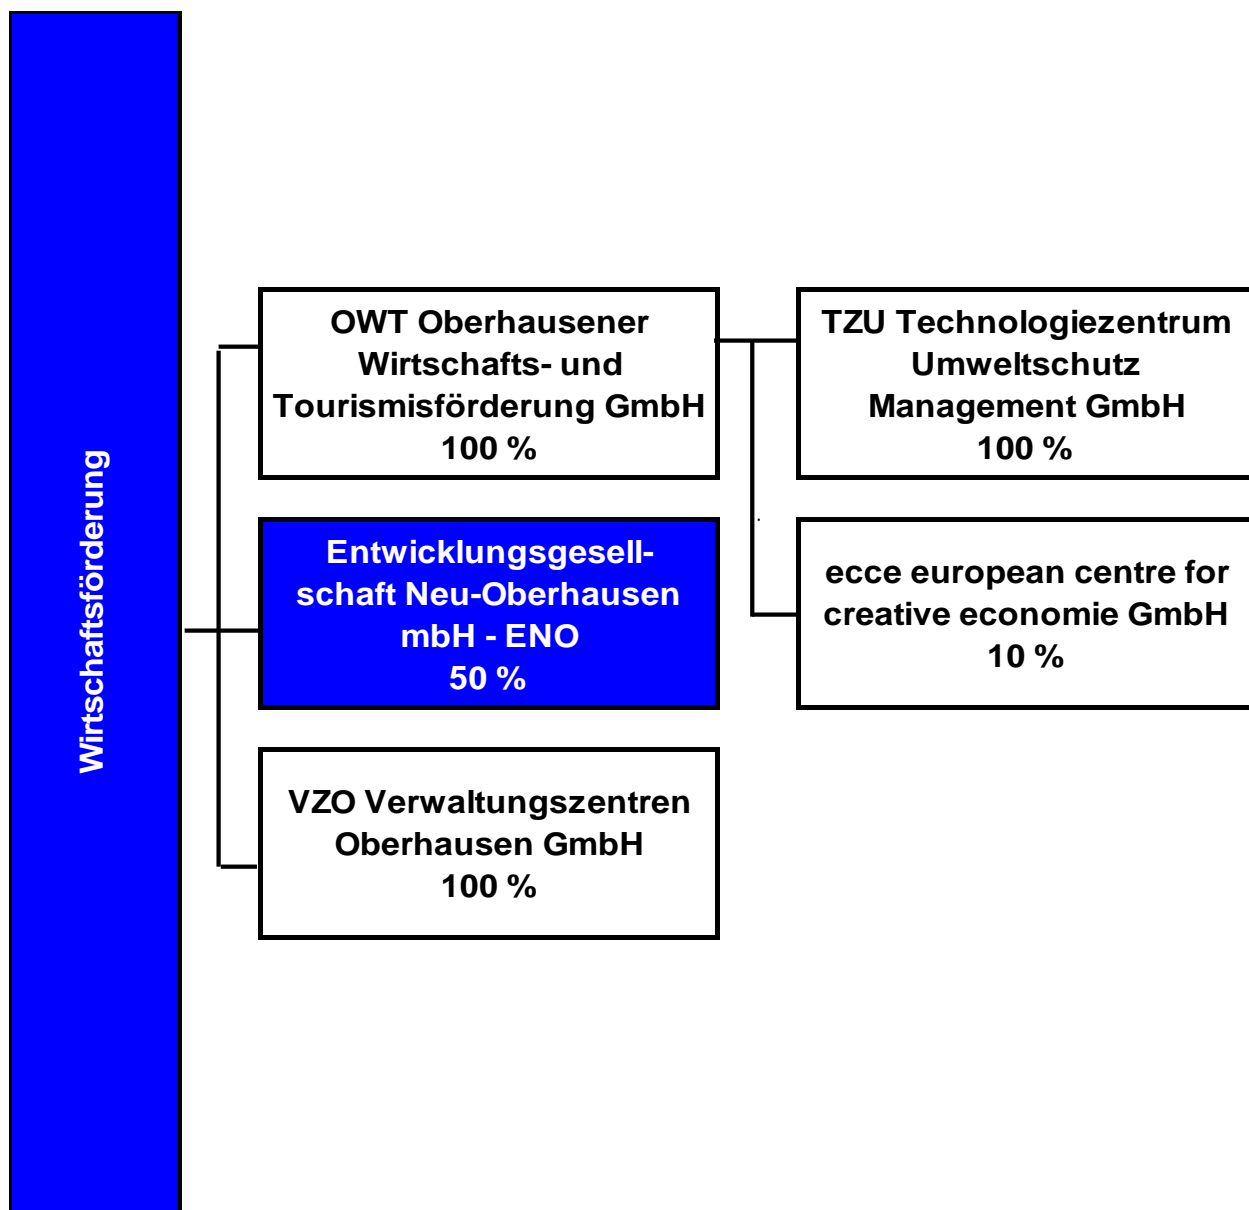 Wirtschaftsförderung
OWT Oberhausener
Wirtschafts- und
Tourismisförderung GmbH
100 %
TZU Technologiezentrum
Umweltschutz
Management GmbH
100 %
Entwicklungsgesell-
schaft Neu-Oberhausen
mbH - ENO
50 %
ecce european centre for
creative economie GmbH
10 %
VZO Verwaltungszentren
Oberhausen GmbH
100 %